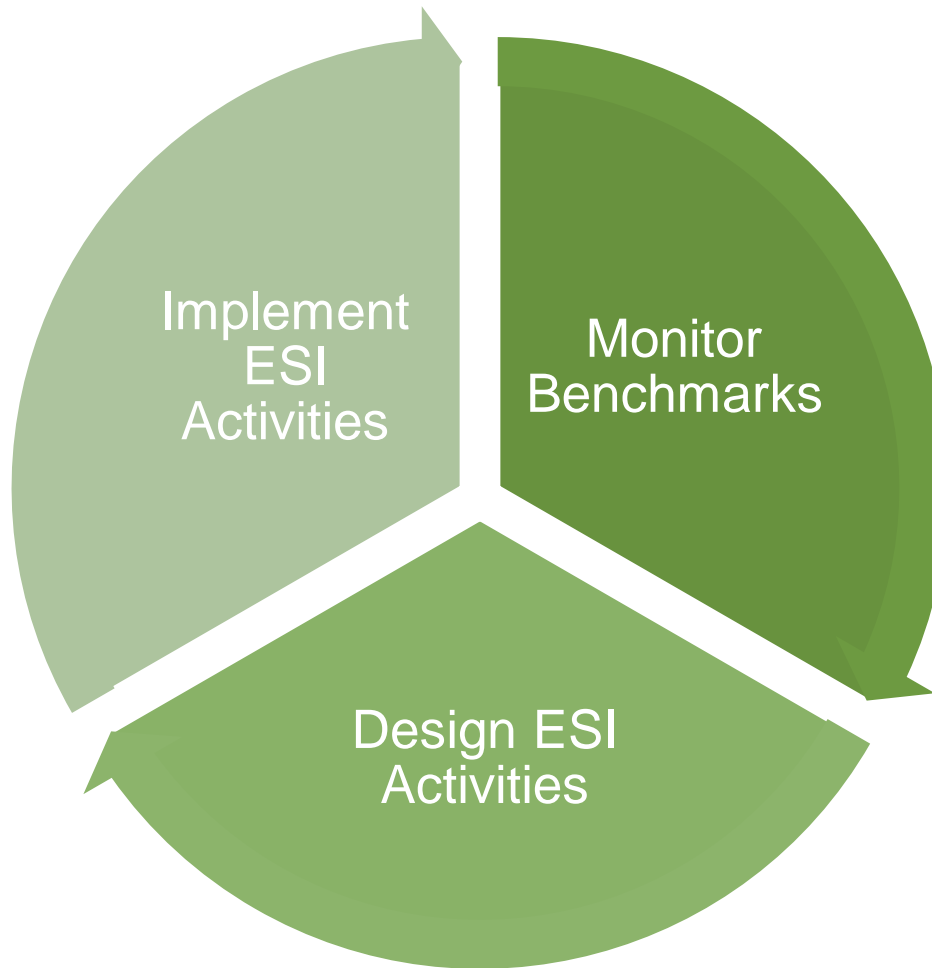 Implement
ESI
Activities
Monitor
Benchmarks
Design ESI
Activities